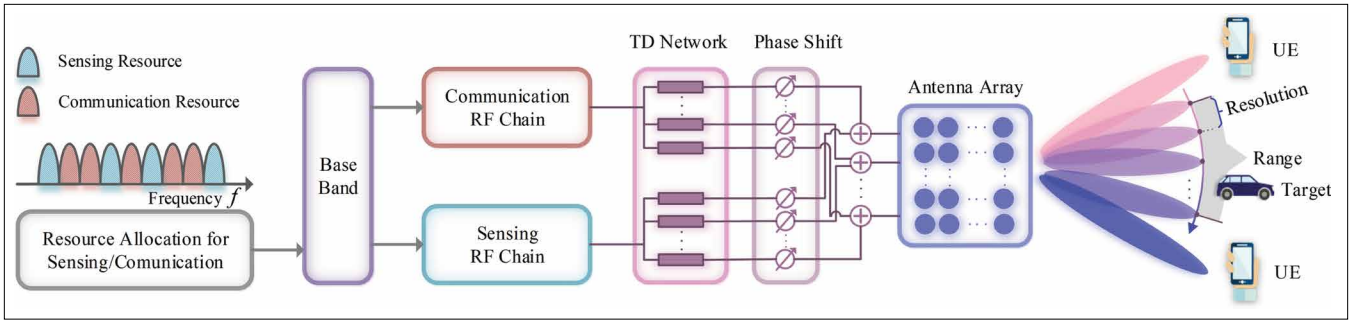 Sensing Resource
Communication Resource
Frequency f
Resource Allocation for
Sensing/Comunication
Base
Band
Communication
RF Chain
Sensing
RF Chain
TD Network
Phase Shift
Antenna Array
UE
Resolution
Range
Target
UE